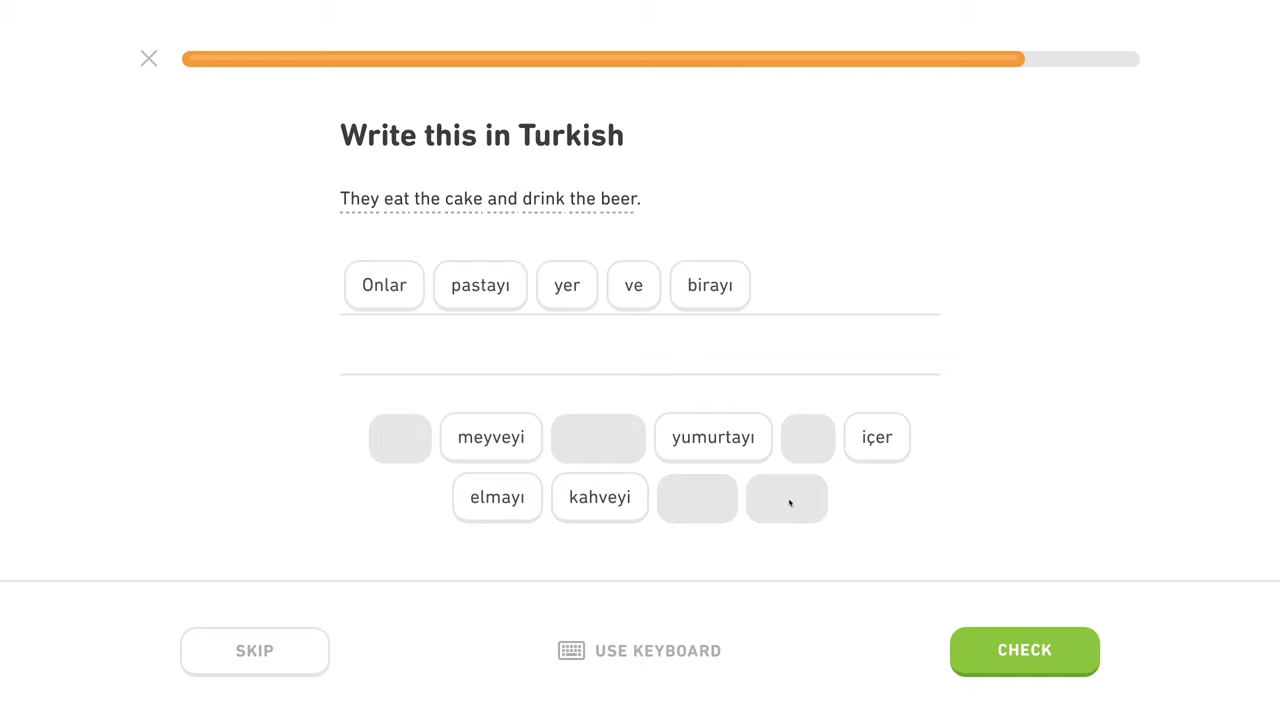 Write this in Turkish
They eat the cake and drink the beer.
Onlar pastayı yer ve birayı
meyveyi yumurtayı içer
elmayı kahveyi
SKIP USE KEYBOARD CHECK